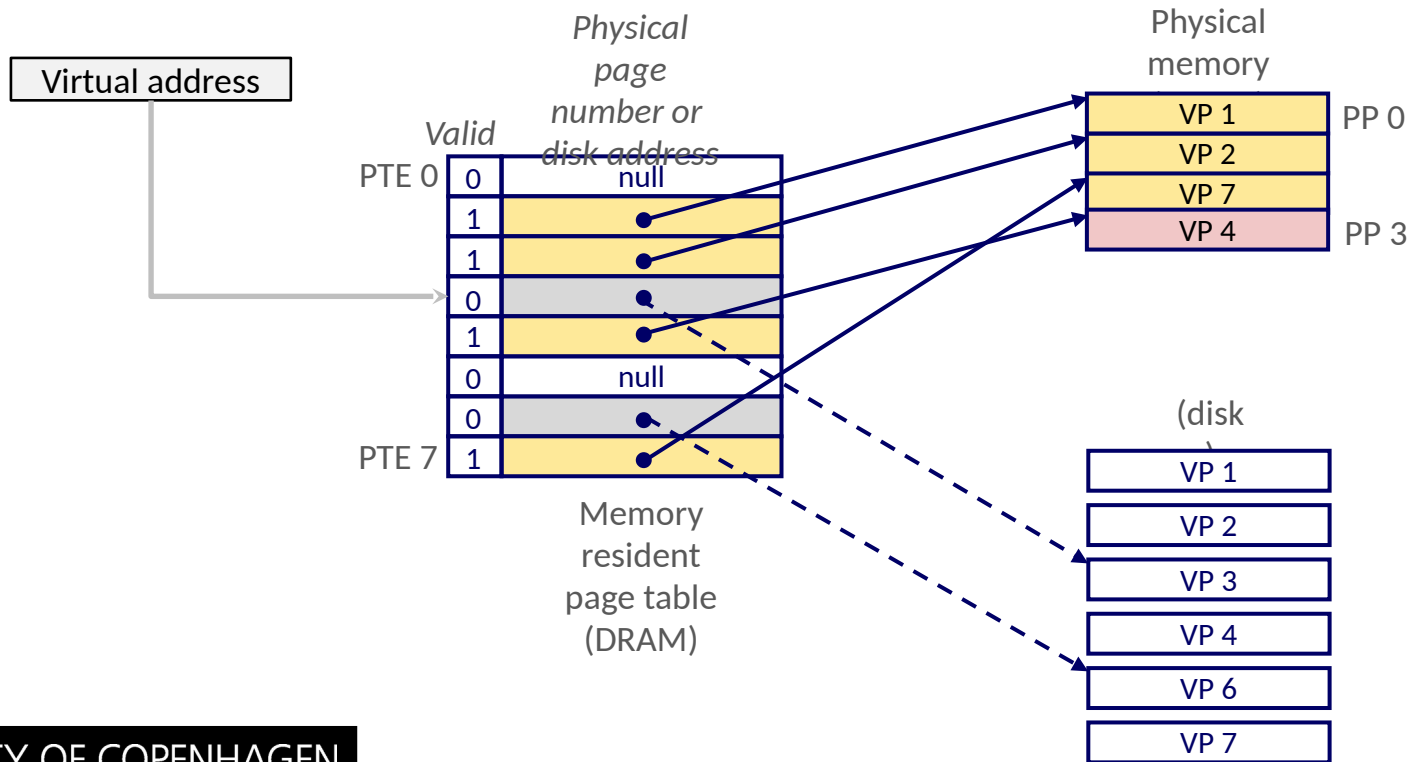 Physical
page
number or
disk address
Physical
memory
Virtual address
Valid
PTE 0
0
null
1
1
0
1
0
null
0
PTE 7
1
VP 1
PP 0
VP 2
VP 7
VP 4
PP 3
Memory
resident
page table
(DRAM)
(disk
)
VP 1
VP 2
VP 3
VP 4
VP 6
VP 7
TY OF COPENHAGEN